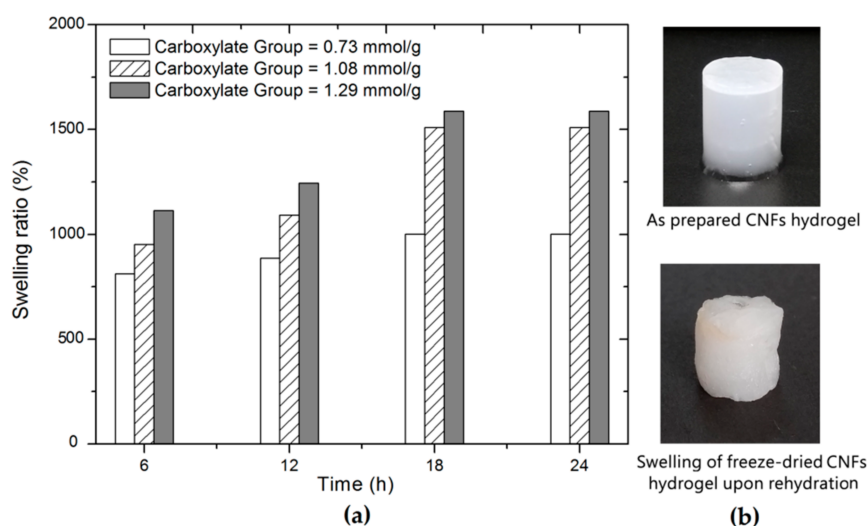 2000
1500
1000
500
0
Swelling ratio (%)
Carboxylate Group = 0.73 mmol/g
Carboxylate Group = 1.08 mmol/g
Carboxylate Group = 1.29 mmol/g
6
12
18
24
Time (h)
(a)
As prepared CNFs hydrogel
Swelling of freeze-dried CNFs
hydrogel upon rehydration
(b)